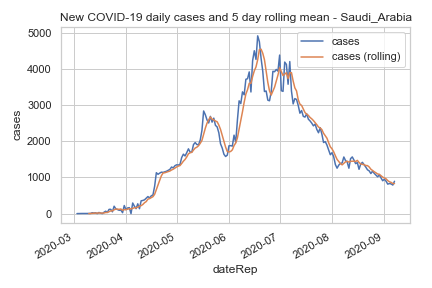 New COVID-19 daily cases and 5 day rolling mean - Saudi_Arabia
cases
cases (rolling)
5000
4000
3000
2000
1000
0
cases
2020-03
2020-04
2020-05
2020-06
2020-07
2020-08
2020-09
dateRep